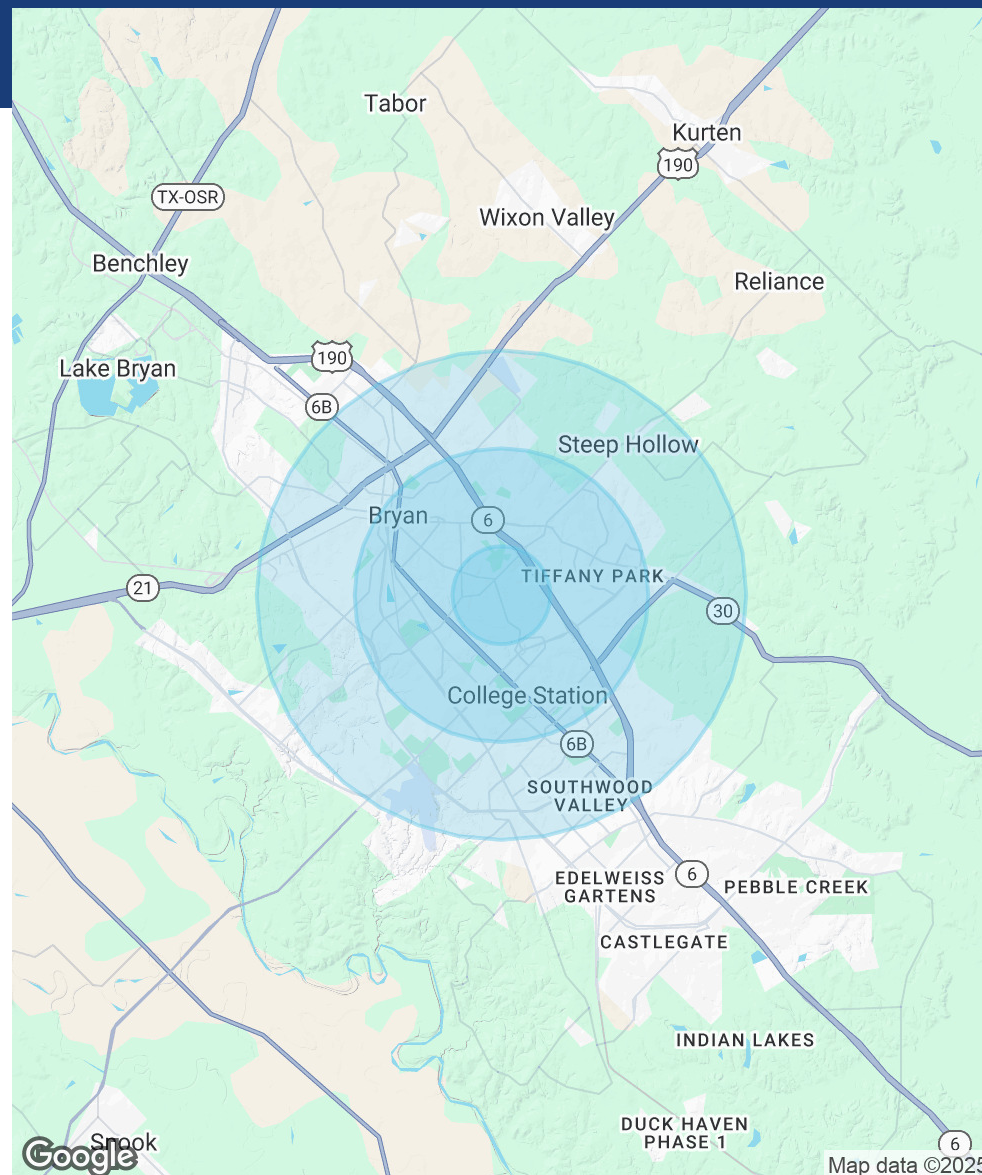 Tabor
Kurten
190
TX-OSR
Wixon Valley
Benchley
Reliance
190
Lake Bryan
6B
Steep Hollow
Bryan
6
TIFFANY PARK
21
30
College Station
6B
SOUTHWOOD
VALLEY
EDELWEISS
GARTENS
6
PEBBLE CREEK
CASTLEGATE
INDIAN LAKES
DUCK HAVEN
PHASE 1
6
Snook
Google
Map data ©2025